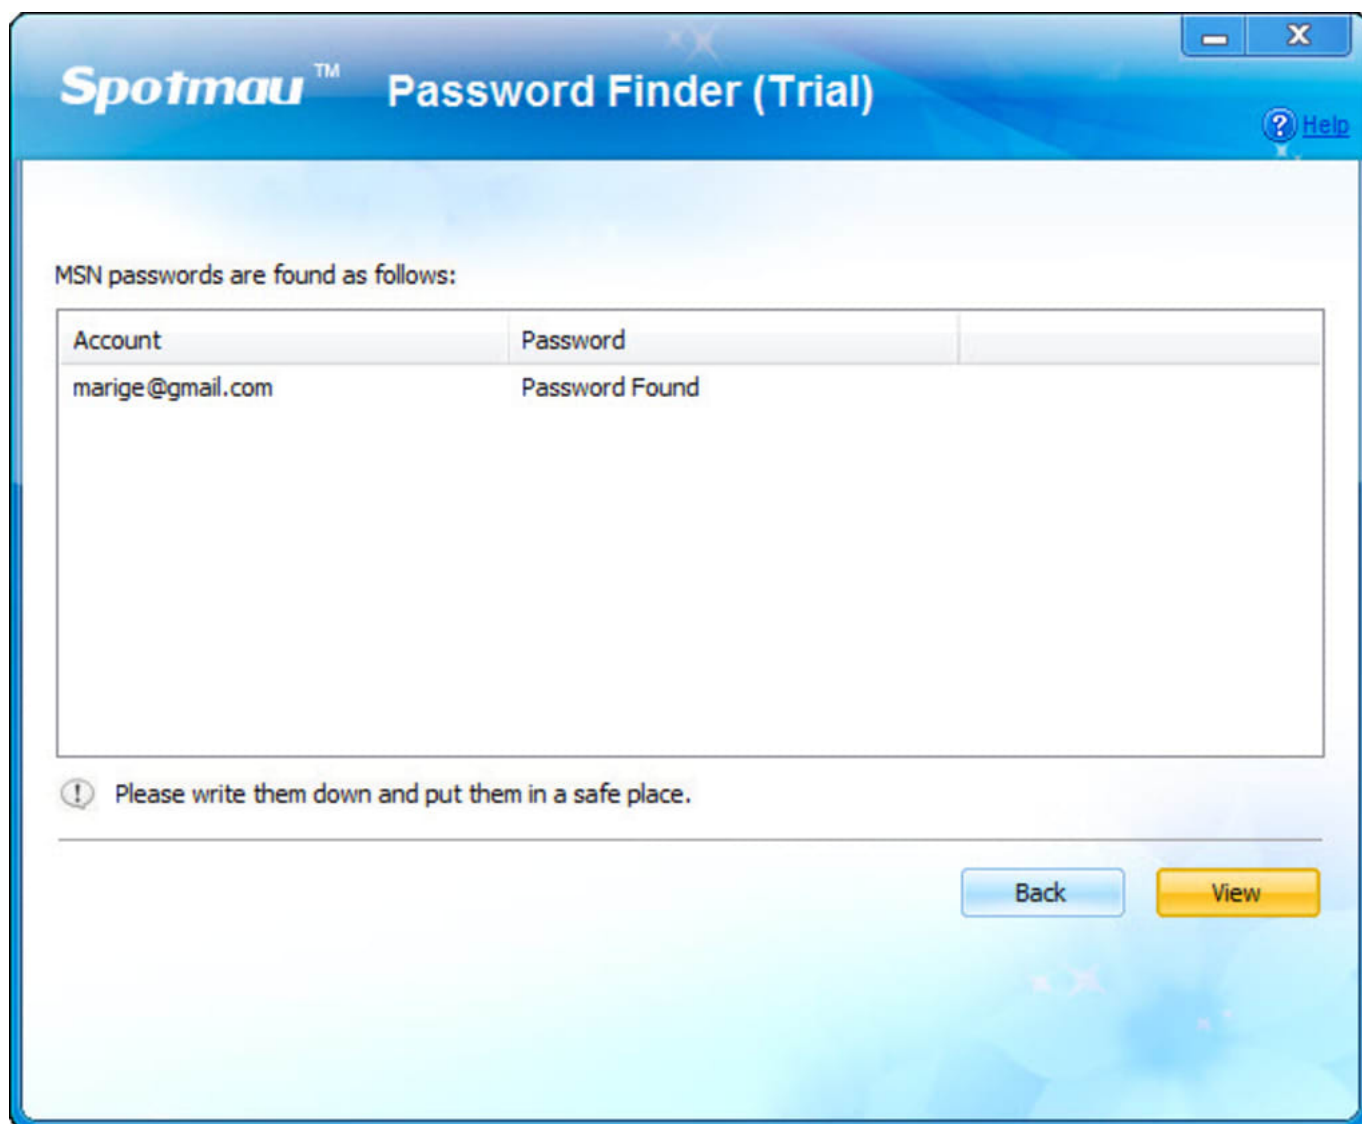 Spotmau™ Password Finder (Trial)
Help
MSN passwords are found as follows:
Account Password
marige@gmail.com Password Found
Please write them down and put them in a safe place.
Back View